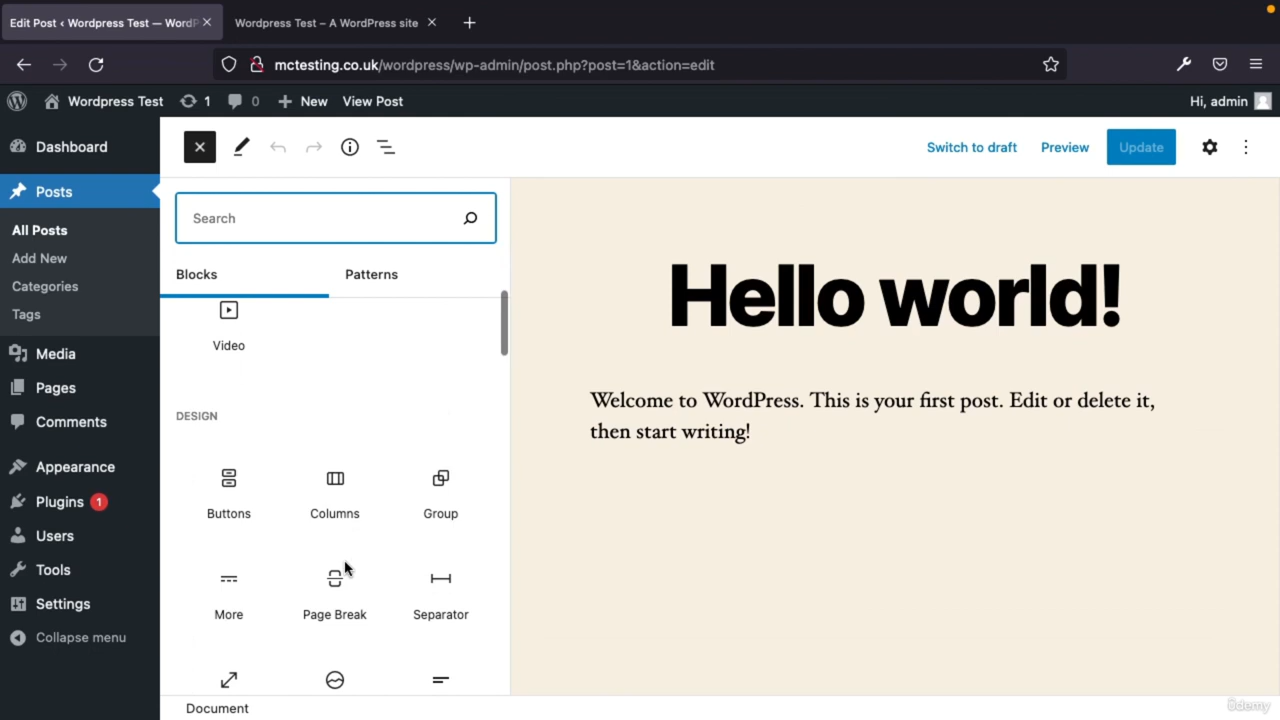 Edit Post ‹ Wordpress Test — WordP
Wordpress Test – A WordPress site
mctesting.co.uk/wordpress/wp-admin/post.php?post=1&action=edit
Wordpress Test
1
0
New
View Post
Hi, admin
Dashboard
Posts
All Posts
Add New
Categories
Tags
Media
Pages
Comments
Appearance
Plugins 1
Users
Tools
Settings
Collapse menu
Switch to draft
Preview
Update
Search
Blocks
Patterns
Video
DESIGN
Buttons
Columns
Group
More
Page Break
Separator
Document
Hello world!
Welcome to WordPress. This is your first post. Edit or delete it,
then start writing!
ûdemy